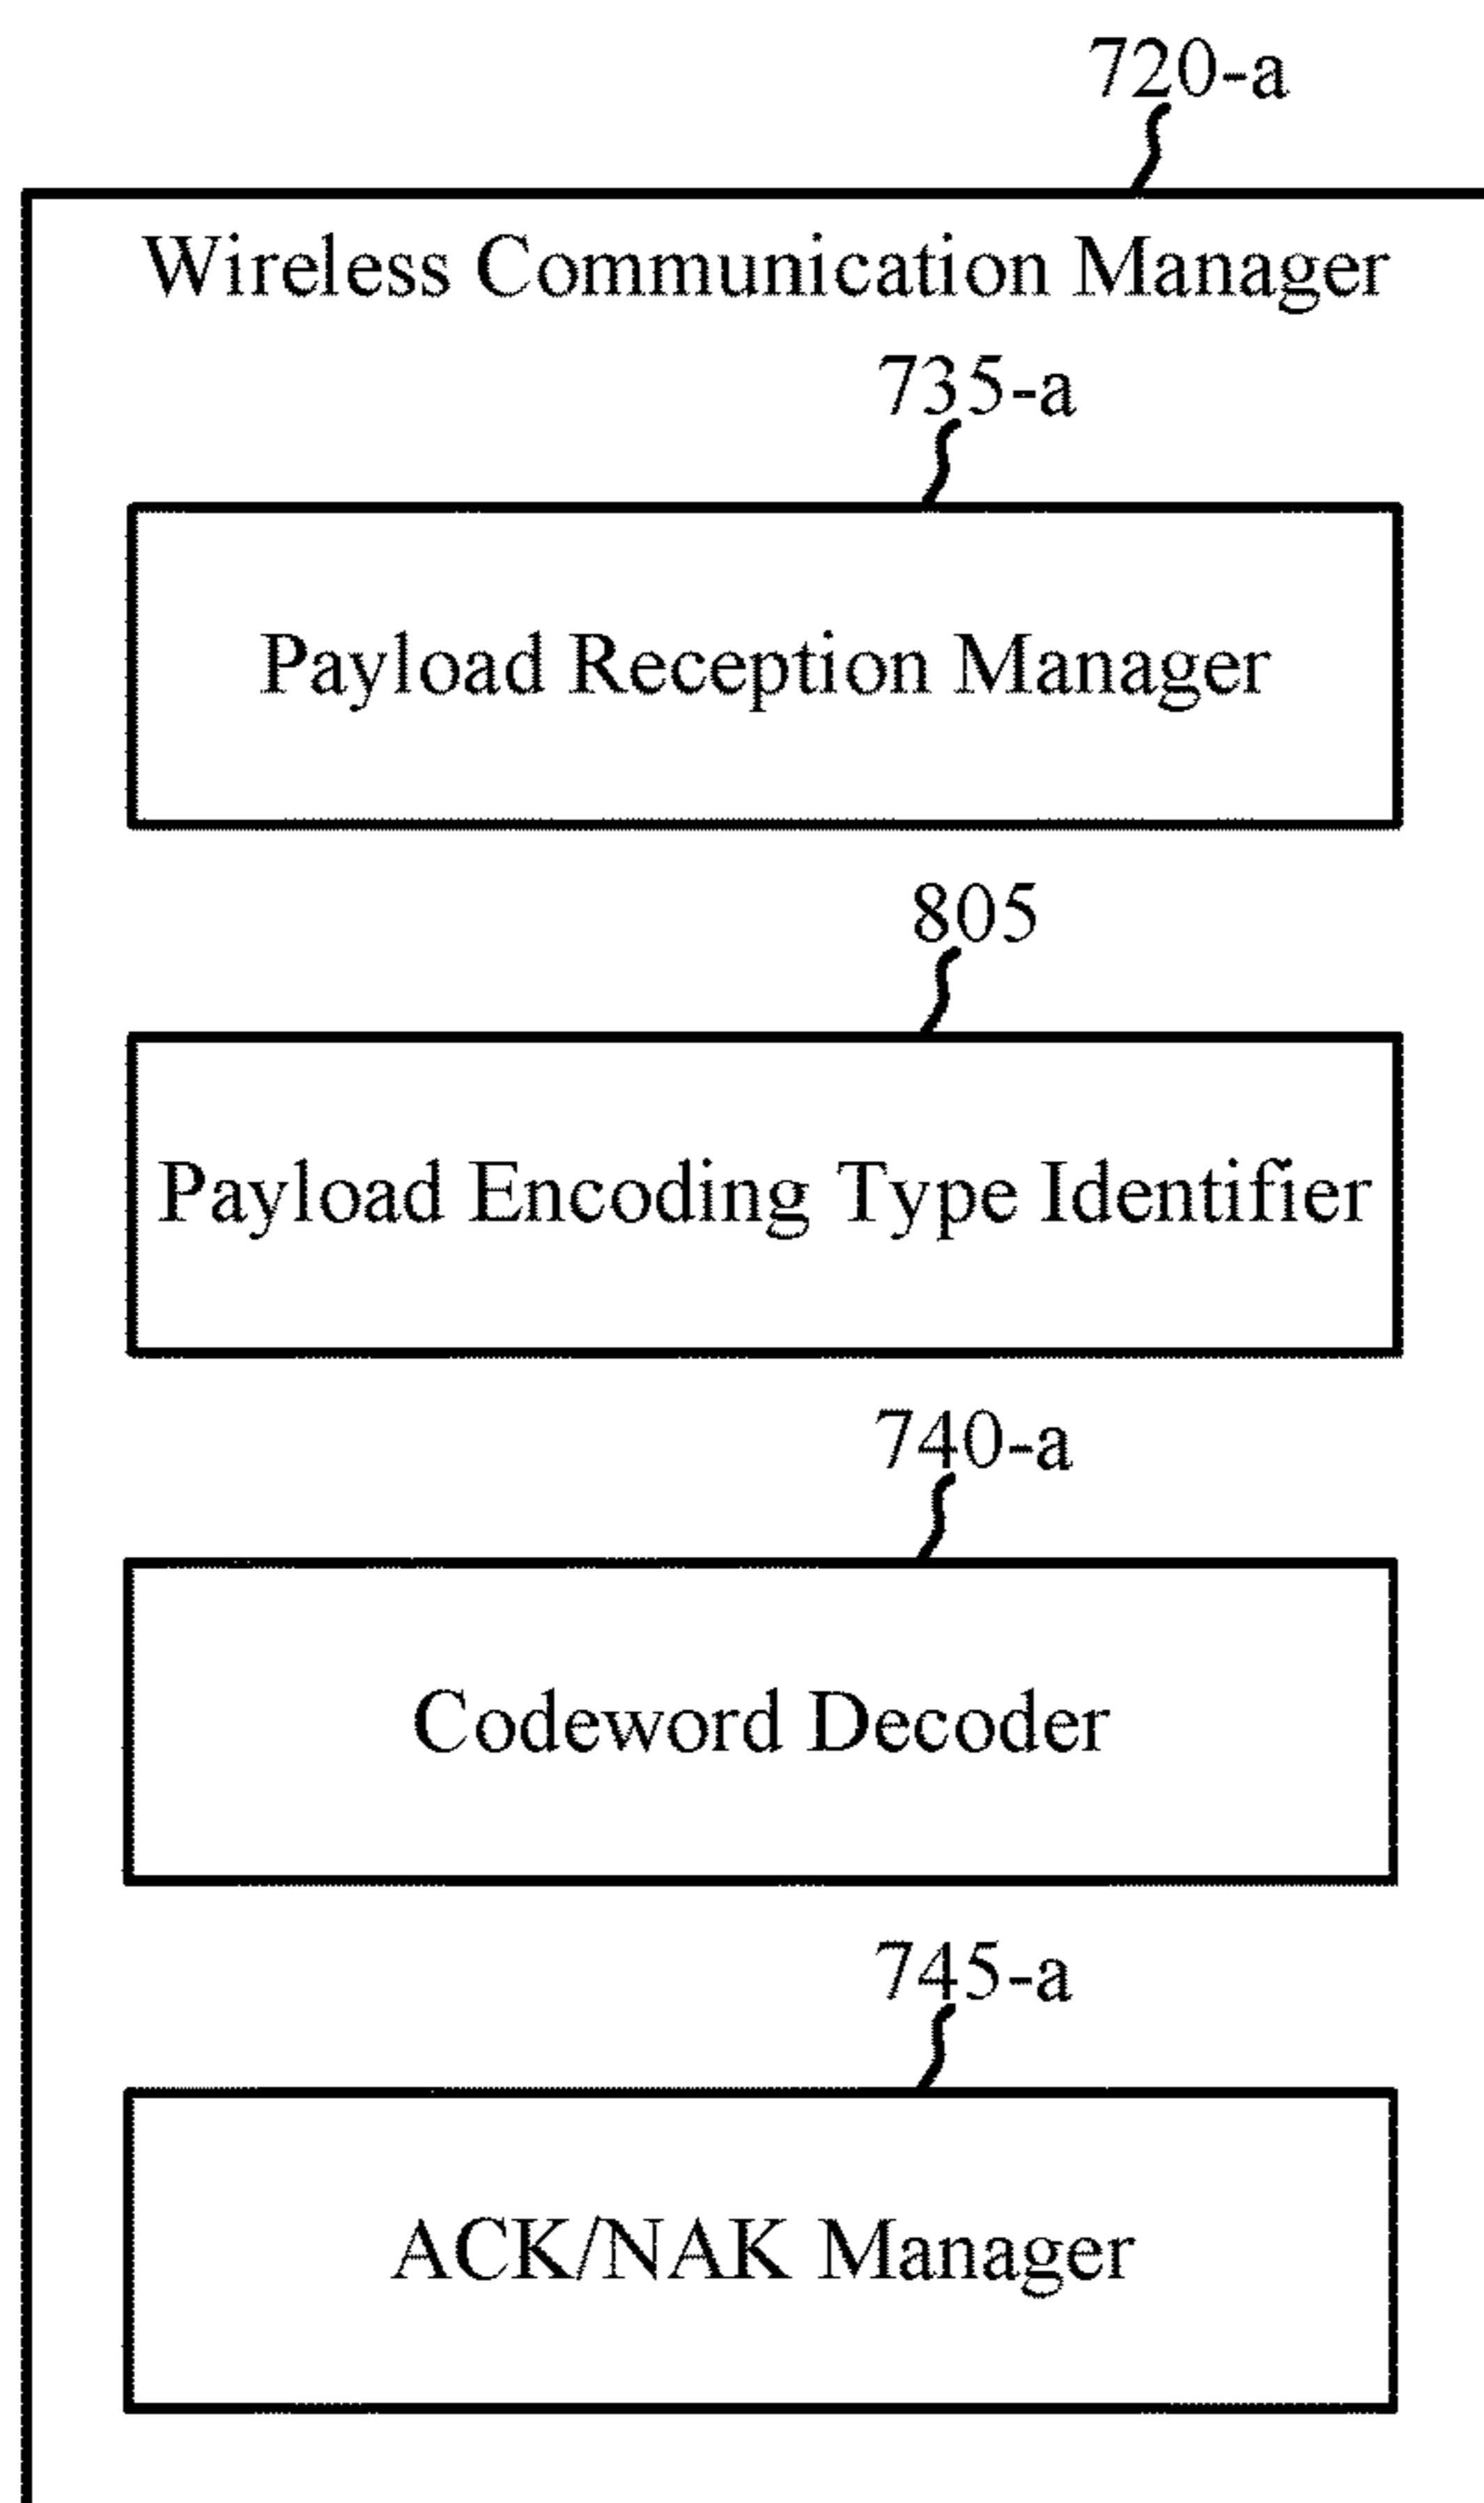 720-a
Wireless Communication Manager
735-a
Payload Reception Manager
805
Payload Encoding Type Identifier
740-a
Codeword Decoder
745-a
ACK/NAK Manager